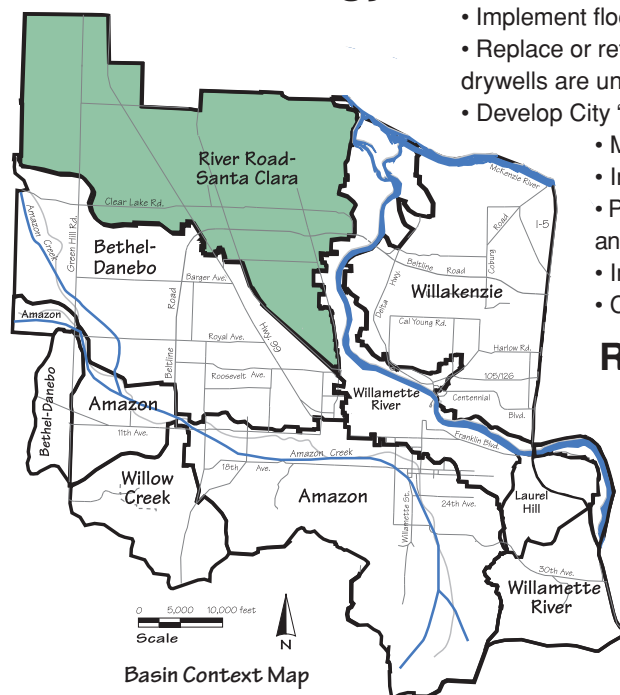 • Implement floo
• Replace or re
drywells are un
• Develop City “
• M
• In
• P
an
• In
• C
R
River Road-
Santa Clara
McKenzie River
Clear Lake Rd.
I-5
Road
Coburg
Amazon
Creek
Green Hill Rd.
Bethel-
Danebo
Beltline
Road
Barger Ave.
Delta
Hwy.
Willakenzie
Road
Beltline
Amazon
Hwy. 99
Cal Young Rd.
Royal Ave.
Harlow Rd.
Bethel-Danebo
Roosevelt Ave.
105/126
Amazon
Willamette
River
Centennial
Blvd.
11th Ave.
Franklin Blvd.
Amazon Creek
18th
Ave.
Willow
Creek
Amazon
Willamette St.
24th Ave.
Laurel
Hill
30th Ave.
Willamette
River
0 5,000 10,000 feet
Scale
N
Basin Context Map